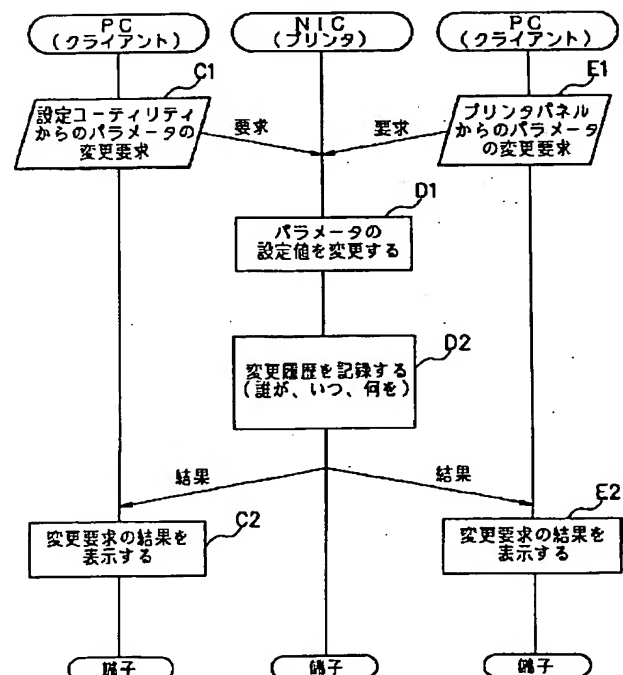 PC
(クライアント)
NIC
(プリンタ)
PC
(クライアント)
C1
設定ユーティリティ
からのパラメータの
変更要求
要求
要求
E1
プリンタパネル
からのパラメータ
の変更要求
D1
パラメータの
設定値を変更する
D2
変更履歴を記録する
(誰が、いつ、何を)
結果
結果
C2
変更要求の結果を
表示する
E2
変更要求の結果を
表示する
端子
端子
端子